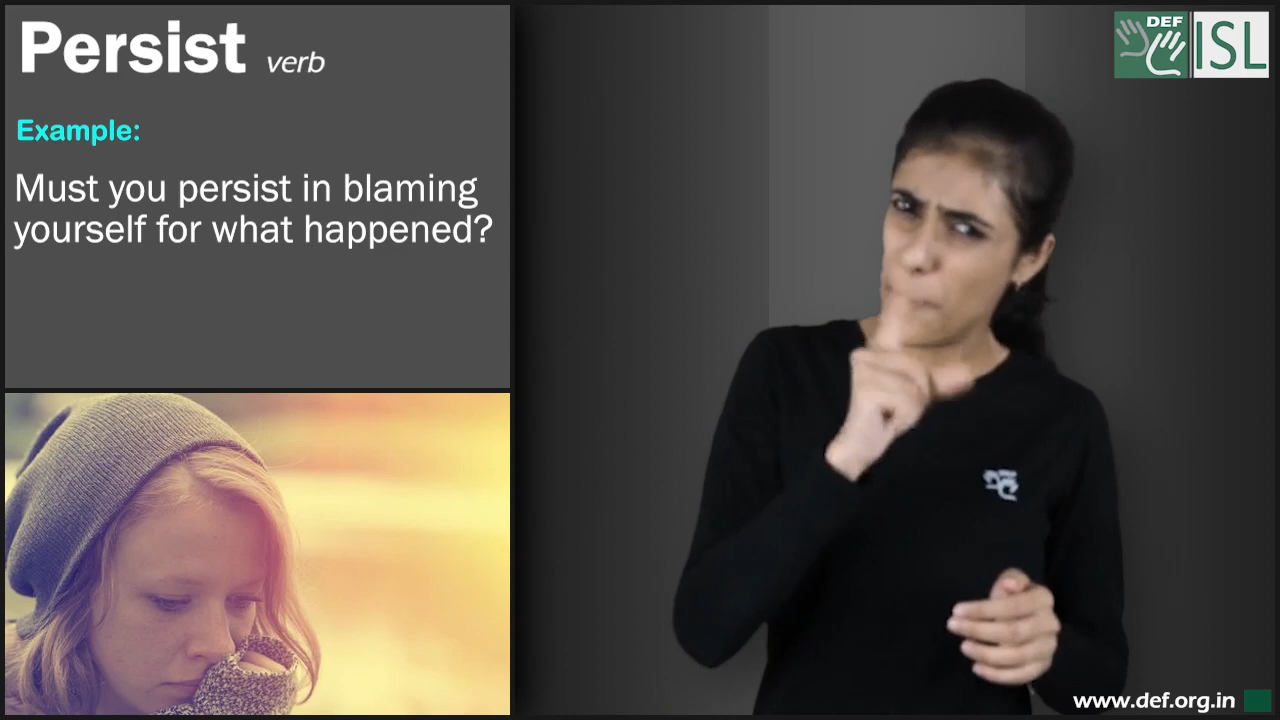 Persist verb
Example:
Must you persist in blaming
yourself for what happened?
DEF
ISL
www.def.org.in